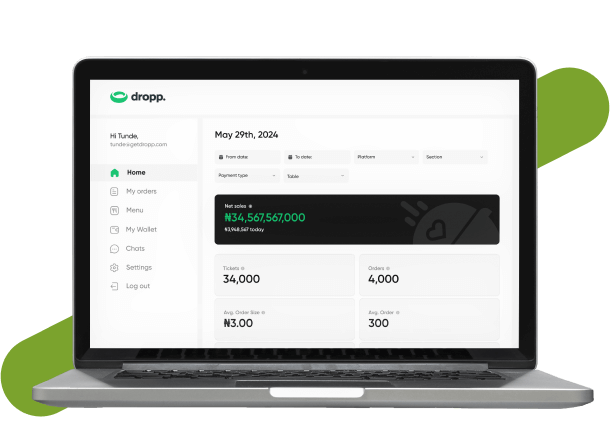 dropp.
Hi Tunde,
tunde@getdropp.com
Home
My orders
Menu
My Wallet
Chats
Settings
Log out
May 29th, 2024
From date:
To date:
Platform
Section
Payment type
Table
Net sales
₦34,567,567,000
₦3,948,567 today
Tickets
34,000
Orders
4,000
Avg. Order Size
₦3.00
Avg. Order
300